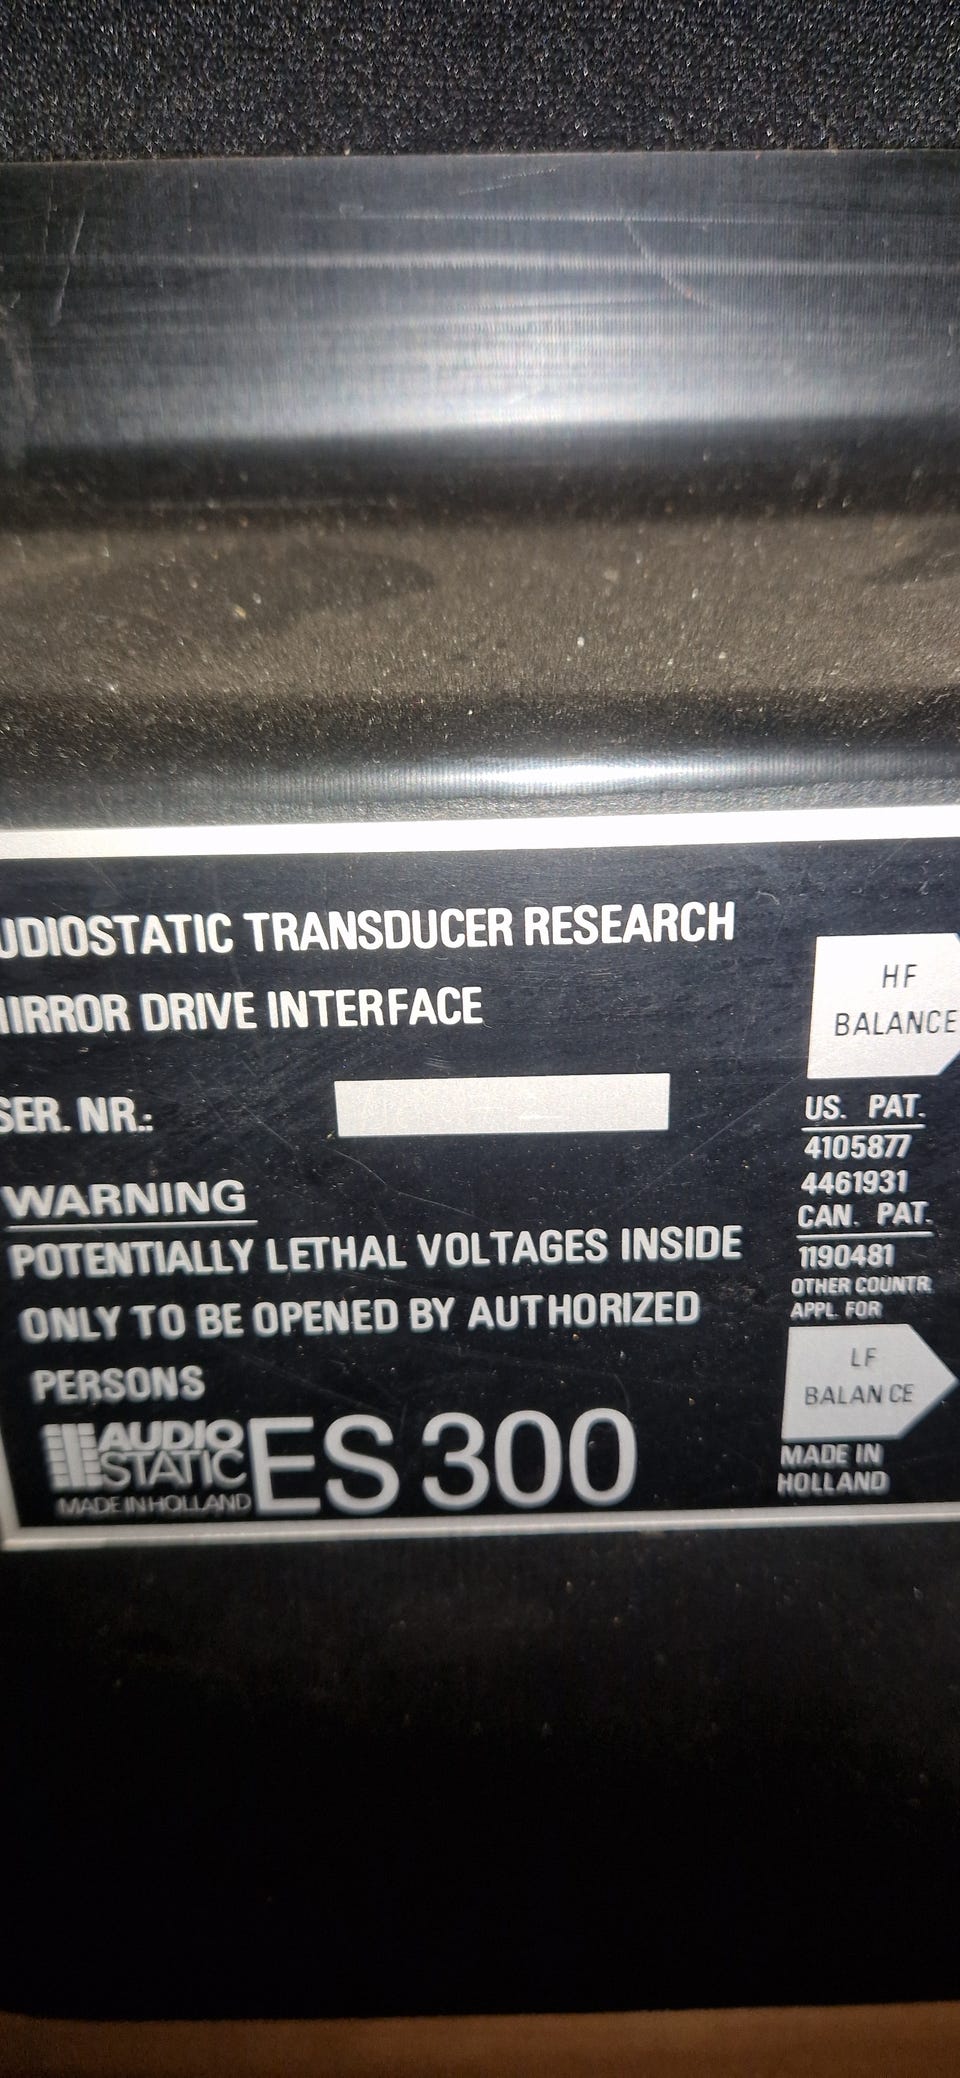 UDIOSTATIC TRANSDUCER RESEARCH
MIRROR DRIVE INTERFACE
SER. NR.:
WARNING
POTENTIALLY LETHAL VOLTAGES INSIDE
ONLY TO BE OPENED BY AUTHORIZED
PERSONS
AUDIO
STATIC
MADE IN HOLLAND
ES 300
HF
BALANCE
US. PAT.
4105877
4461931
CAN. PAT.
1190481
OTHER COUNTR.
APPL. FOR
LF
BALANCE
MADE IN
HOLLAND